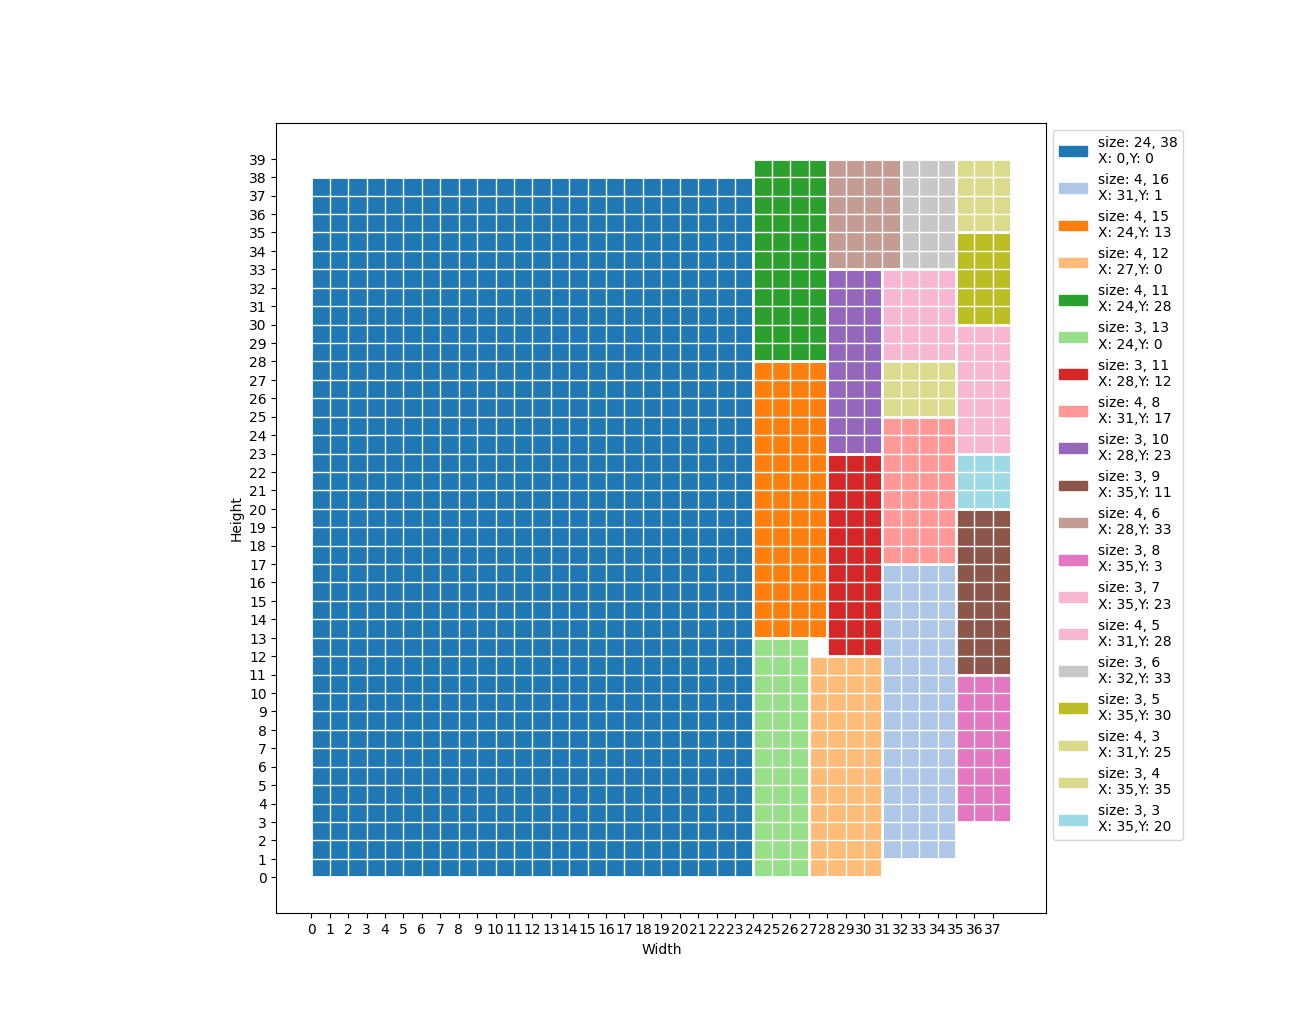 39
38
37
36
35
34
33
32
31
30
29
28
27
26
25
24
23
22
21
20
19
18
17
16
15
14
13
12
11
10
9
8
7
6
5
4
3
2
1
0
Height
0 1 2 3 4 5 6 7 8 9 10 11 12 13 14 15 16 17 18 19 20 21 22 23 24 25 26 27 28 29 30 31 32 33 34 35 36 37
Width
size: 24, 38
X: 0,Y: 0
size: 4, 16
X: 31,Y: 1
size: 4, 15
X: 24,Y: 13
size: 4, 12
X: 27,Y: 0
size: 4, 11
X: 24,Y: 28
size: 3, 13
X: 24,Y: 0
size: 3, 11
X: 28,Y: 12
size: 4, 8
X: 31,Y: 17
size: 3, 10
X: 28,Y: 23
size: 3, 9
X: 35,Y: 11
size: 4, 6
X: 28,Y: 33
size: 3, 8
X: 35,Y: 3
size: 3, 7
X: 35,Y: 23
size: 4, 5
X: 31,Y: 28
size: 3, 6
X: 32,Y: 33
size: 3, 5
X: 35,Y: 30
size: 4, 3
X: 31,Y: 25
size: 3, 4
X: 35,Y: 35
size: 3, 3
X: 35,Y: 20